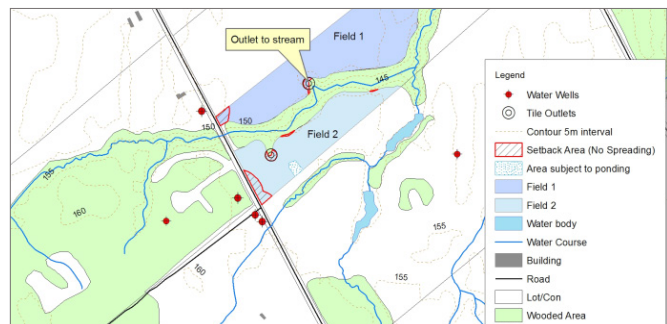 Outlet to stream
Field 1
145
150
150
Field 2
155
160
160
155
155
Legend
Water Wells
Tile Outlets
Contour 5m interval
Setback Area (No Spreading)
Area subject to ponding
Field 1
Field 2
Water body
Water Course
Building
Road
Lot/Con
Wooded Area